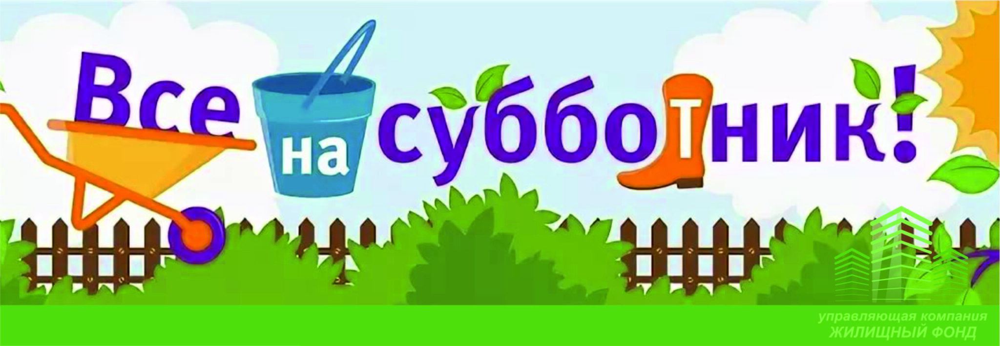 Все на субботник!
управляющая компания
ЖИЛИЩНЫЙ ФОНД